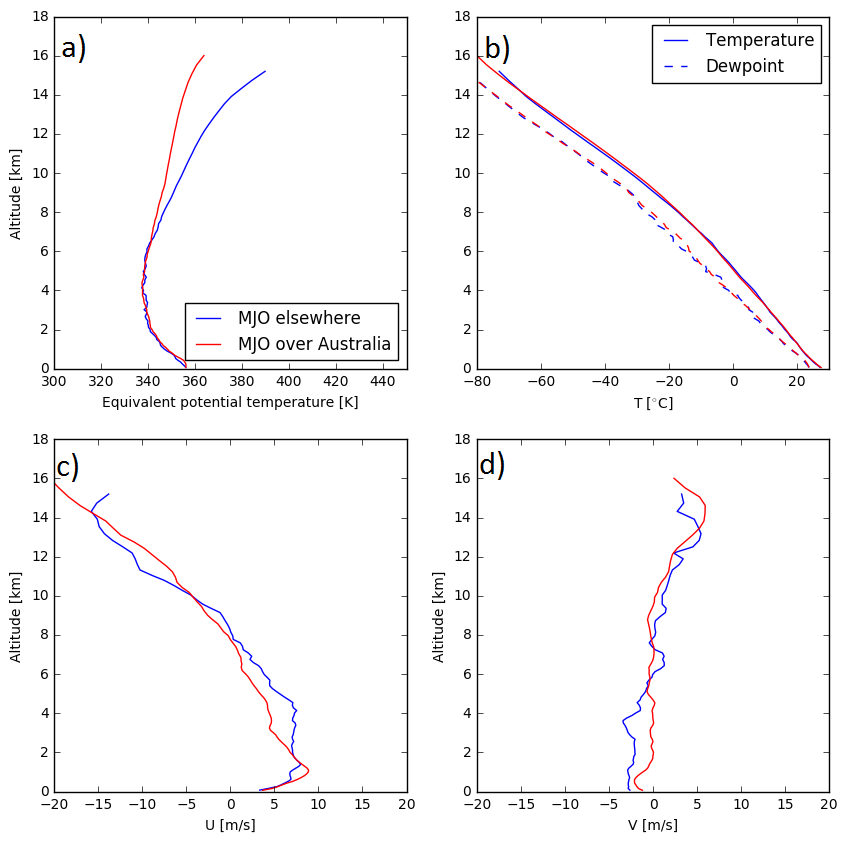 a)
18
16
14
12
10
8
6
4
2
0
Altitude [km]
MJO elsewhere
MJO over Australia
300 320 340 360 380 400 420 440
Equivalent potential temperature [K]
b)
18
16
14
12
10
8
6
4
2
0
Temperature
Dewpoint
−80 −60 −40 −20 0 20
T [°C]
c)
18
16
14
12
10
8
6
4
2
0
Altitude [km]
−20 −15 −10 −5 0 5 10 15 20
U [m/s]
d)
18
16
14
12
10
8
6
4
2
0
Altitude [km]
−20 −15 −10 −5 0 5 10 15 20
V [m/s]